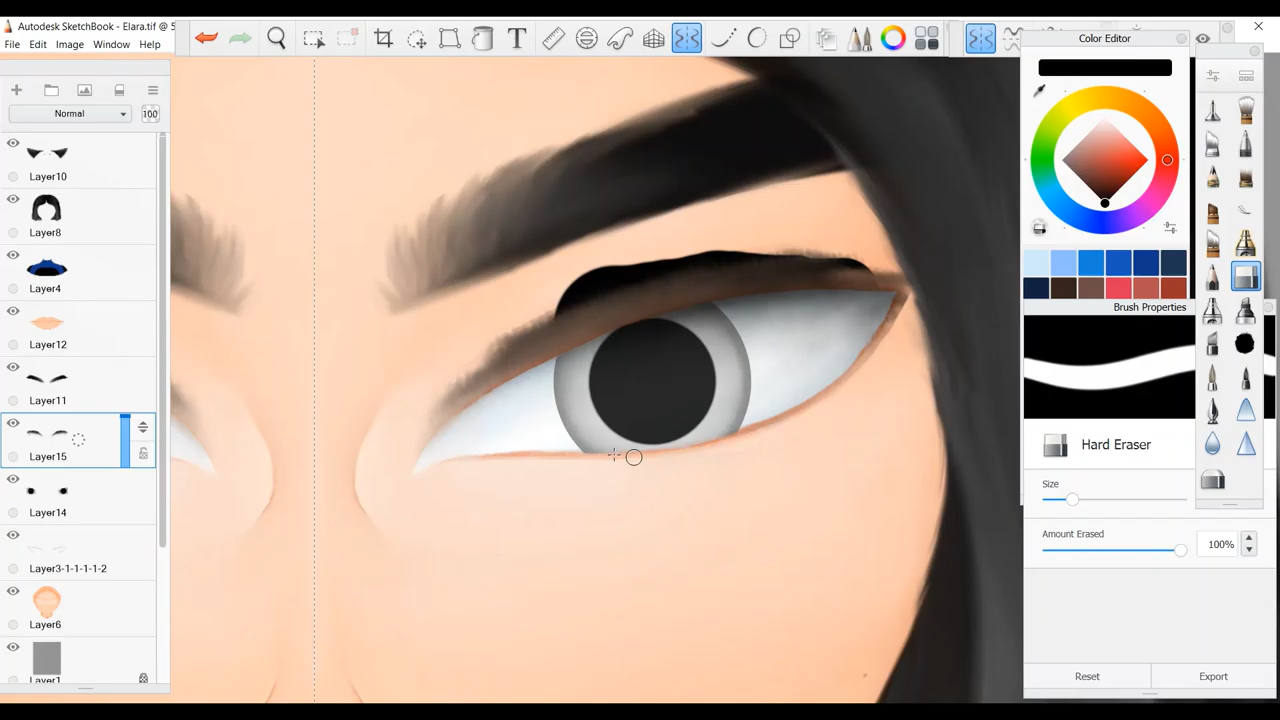 Autodesk SketchBook - Elara.tif @ 5
File Edit Image Window Help
T
Normal
100
Layer10
Layer8
Layer4
Layer12
Layer11
Layer15
Layer14
Layer3-1-1-1-1-2
Layer6
Layer1
Color Editor
Brush Properties
Hard Eraser
Size
Amount Erased
100%
Reset
Export